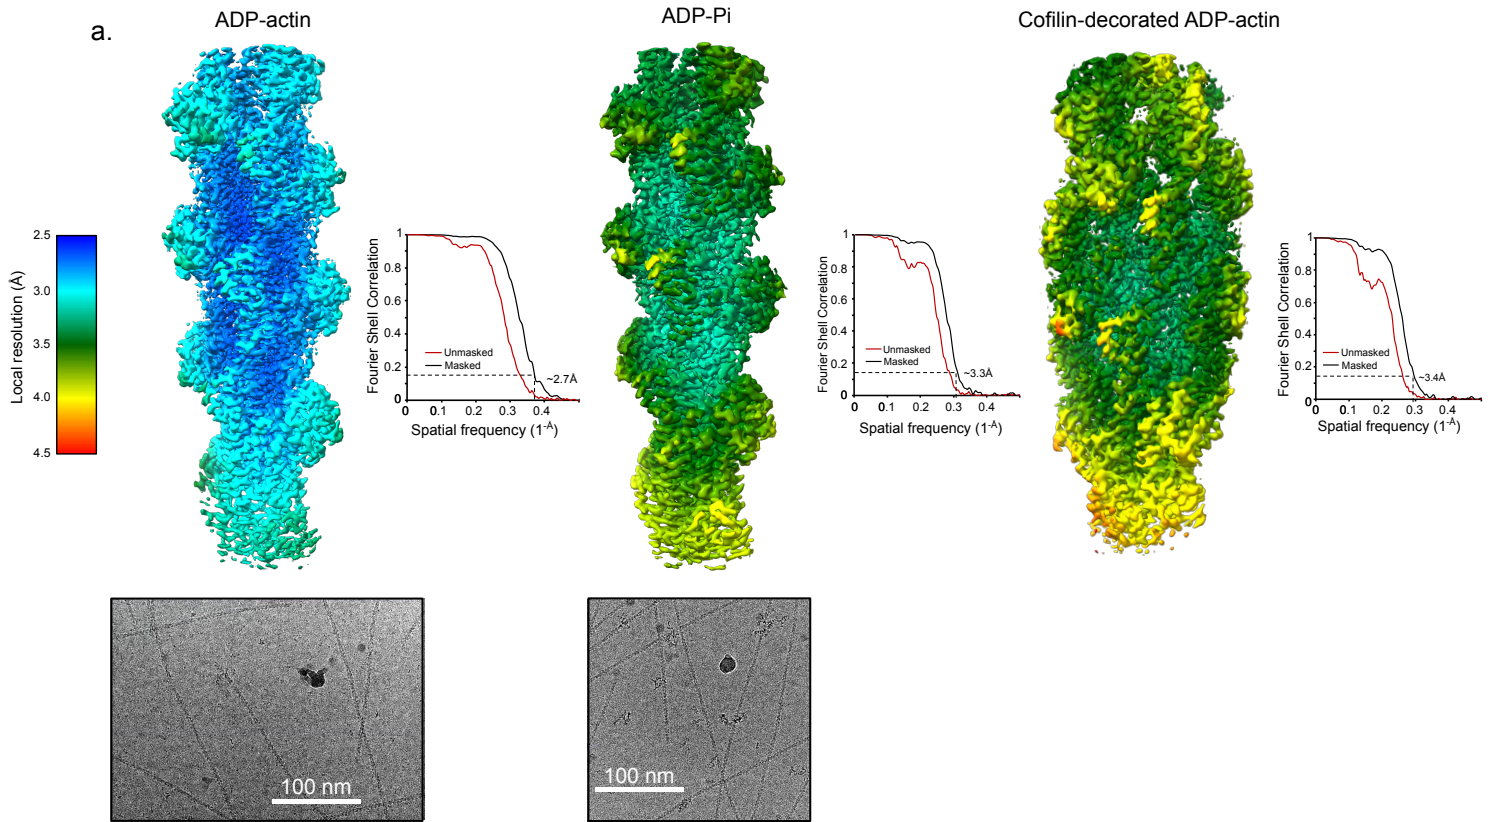 a.
ADP-actin
ADP-Pi
Cofilin-decorated ADP-actin
Local resolution (Å)
2.5
3.0
3.5
4.0
4.5
Fourier Shell Correlation
1
0.8
0.6
0.4
0.2
0
Unmasked
Masked
~2.7Å
0
0.1
0.2
0.3
0.4
Spatial frequency (1⁻Å)
Fourier Shell Correlation
1
0.8
0.6
0.4
0.2
0
Unmasked
Masked
~3.3Å
0
0.1
0.2
0.3
0.4
Spatial frequency (1⁻Å)
Fourier Shell Correlation
1
0.8
0.6
0.4
0.2
0
Unmasked
Masked
~3.4Å
0
0.1
0.2
0.3
0.4
Spatial frequency (1⁻Å)
100 nm
100 nm